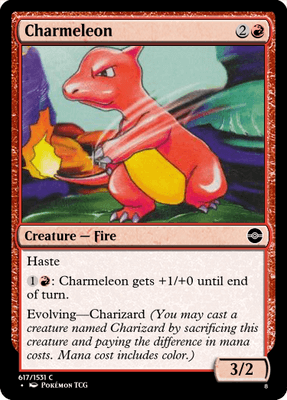 Charmeleon 2
Creature — Fire
Haste
1: Charmeleon gets +1/+0 until end
of turn.
Evolving—Charizard (You may cast a
creature named Charizard by sacrificing this
creature and paying the difference in mana
costs. Mana cost includes color.)
3/2
617/1531 C
• Pokémon TCG
8